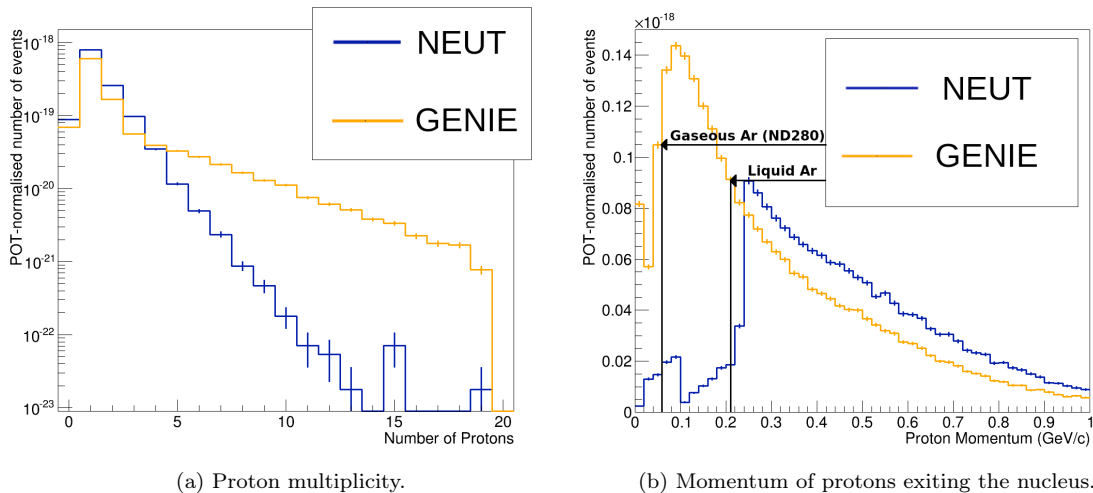 NEUT
GENIE
POT-normalised number of events
10⁻¹⁸
10⁻¹⁹
10⁻²⁰
10⁻²¹
10⁻²²
10⁻²³
0 5 10 15 20
Number of Protons
(a) Proton multiplicity.
×10⁻¹⁸
NEUT
GENIE
POT-normalised number of events
0.14
0.12
0.1
0.08
0.06
0.04
0.02
0
Gaseous Ar (ND280)
Liquid Ar
0 0.1 0.2 0.3 0.4 0.5 0.6 0.7 0.8 0.9 1
Proton Momentum (GeV/c)
(b) Momentum of protons exiting the nucleus.